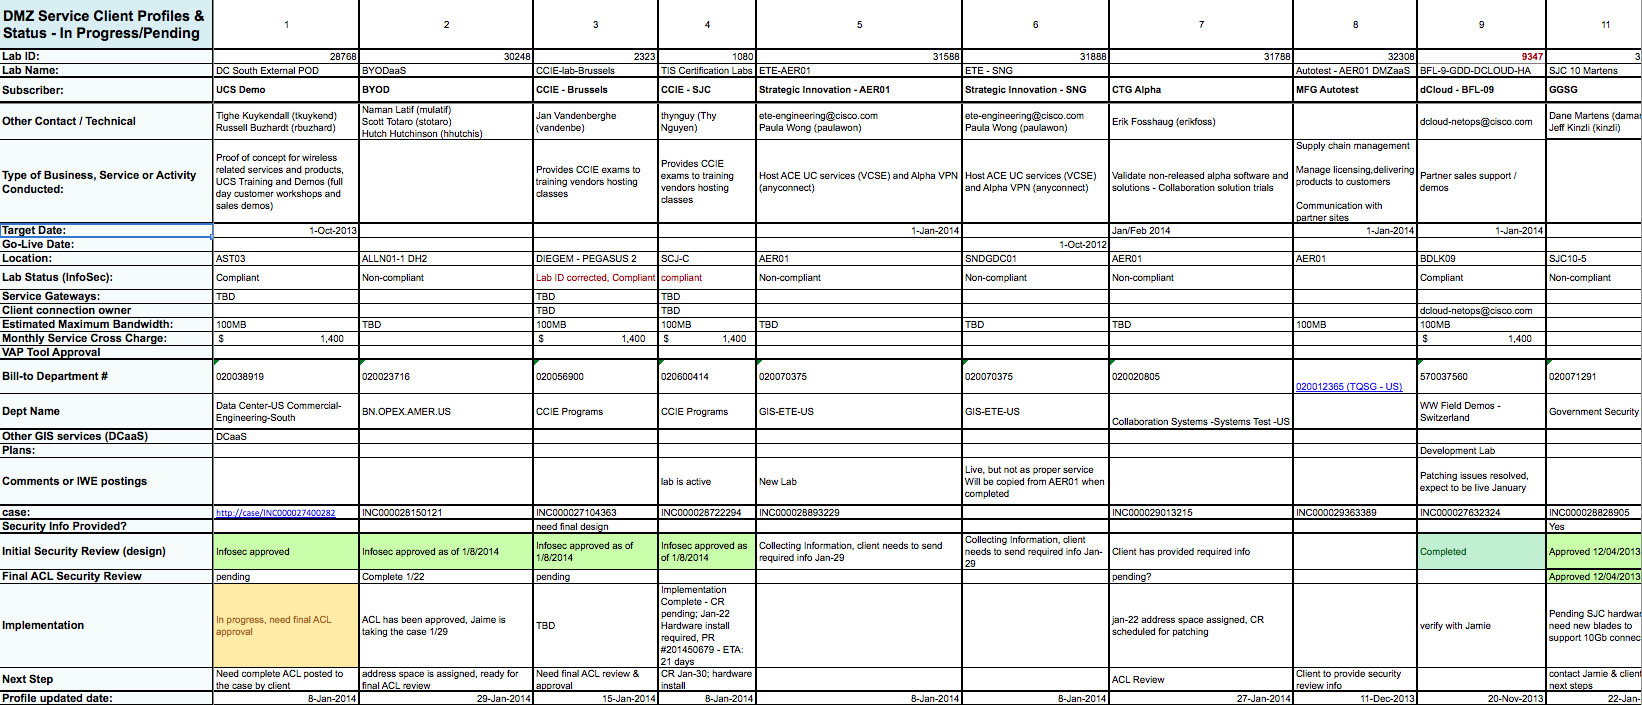 DMZ Service Client Profiles & Status - In Progress/Pending 1 2 3 4 5 6 7 8 9 11
Lab ID: 28768 30248 2323 1080 31588 31888 31788 32308 9347 3
Lab Name: DC South External POD BYODaaS CCIE-lab-Brussels TIS Certification Labs ETE-AER01 ETE - SNG Autotest - AER01 DMZaaS BFL-9-GDD-DCLOUD-HA SJC 10 Martens
Subscriber: UCS Demo BYOD CCIE - Brussels CCIE - SJC Strategic Innovation - AER01 Strategic Innovation - SNG CTG Alpha MFG Autotest dCloud - BFL-09 GGSG
Other Contact / Technical
Tighe Kuykendall (tkuykend)
Russell Buzhardt (rbuzhard)
Naman Latif (mulatif)
Scott Totaro (stotaro)
Hutch Hutchinson (hhutchis)
Jan Vandenberghe
(vandenbe)
thynguy (Thy
Nguyen)
ete-engineering@cisco.com
Paula Wong (paulawon)
ete-engineering@cisco.com
Paula Wong (paulawon)
Erik Fosshaug (erikfoss)
dcloud-netops@cisco.com
Dane Martens (damar
Jeff Kinzli (kinzli)
Type of Business, Service or Activity
Conducted:
Proof of concept for wireless
related services and products,
UCS Training and Demos (full
day customer workshops and
sales demos)
Provides CCIE exams to
training vendors hosting
classes
Provides CCIE
exams to training
vendors hosting
classes
Host ACE UC services (VCSE) and Alpha VPN
(anyconnect)
Host ACE UC services (VCSE)
and Alpha VPN (anyconnect)
Validate non-released alpha software and
solutions - Collaboration solution trials
Supply chain management
Manage licensing,delivering
products to customers
Communication with
partner sites
Partner sales support /
demos
Target Date: 1-Oct-2013 1-Jan-2014 Jan/Feb 2014 1-Jan-2014 1-Jan-2014
Go-Live Date: 1-Oct-2012
Location: AST03 ALLN01-1 DH2 DIEGEM - PEGASUS 2 SCJ-C AER01 SNDGDC01 AER01 AER01 BDLK09 SJC10-5
Lab Status (InfoSec): Compliant Non-compliant Lab ID corrected, Compliant compliant Non-compliant Non-compliant Non-compliant Compliant Non-compliant
Service Gateways: TBD TBD TBD
Client connection owner TBD TBD dcloud-netops@cisco.com
Estimated Maximum Bandwidth: 100MB TBD 100MB 100MB TBD TBD TBD 100MB 100MB
Monthly Service Cross Charge: $ 1,400 $ 1,400 $ 1,400 $ 1,400
VAP Tool Approval
Bill-to Department # 020038919 020023716 020056900 020600414 020070375 020070375 020020805 020012365 (TQSG - US) 570037560 020071291
Dept Name
Data Center-US Commercial-
Engineering-South
BN.OPEX.AMER.US
CCIE Programs
CCIE Programs
GIS-ETE-US
GIS-ETE-US
Collaboration Systems -Systems Test -US
WW Field Demos -
Switzerland
Government Security
Other GIS services (DCaaS) DCaaS
Plans: Development Lab
Comments or IWE postings
lab is active
New Lab
Live, but not as proper service
Will be copied from AER01 when
completed
Patching issues resolved,
expect to be live January
case: http://case/INC000027400282 INC000028150121 INC000027104363 INC000028722294 INC000028893229 INC000029013215 INC000029363389 INC000027632324 INC000028828905
Security Info Provided? need final design Yes
Initial Security Review (design)
Infosec approved
Infosec approved as of 1/8/2014
Infosec approved as of
1/8/2014
Infosec approved as
of 1/8/2014
Collecting Information, client needs to send
required info Jan-29
Collecting Information, client
needs to send required info Jan-
29
Client has provided required info
Completed
Approved 12/04/2013
Final ACL Security Review pending Complete 1/22 pending pending? Approved 12/04/2013
Implementation
In progress, need final ACL
approval
ACL has been approved, Jaime is
taking the case 1/29
TBD
Implementation
Complete - CR
pending; Jan-22
Hardware install
required, PR
#201450679 - ETA:
21 days
jan-22 address space assigned, CR
scheduled for patching
verify with Jamie
Pending SJC hardwar
need new blades to
support 10Gb connec
Next Step
Need complete ACL posted to
the case by client
address space is assigned, ready for
final ACL review
Need final ACL review &
approval
CR Jan-30; hardware
install
ACL Review
Client to provide security
review info
contact Jamie & client
next steps
Profile updated date: 8-Jan-2014 29-Jan-2014 15-Jan-2014 8-Jan-2014 8-Jan-2014 8-Jan-2014 27-Jan-2014 11-Dec-2013 20-Nov-2013 22-Jan-